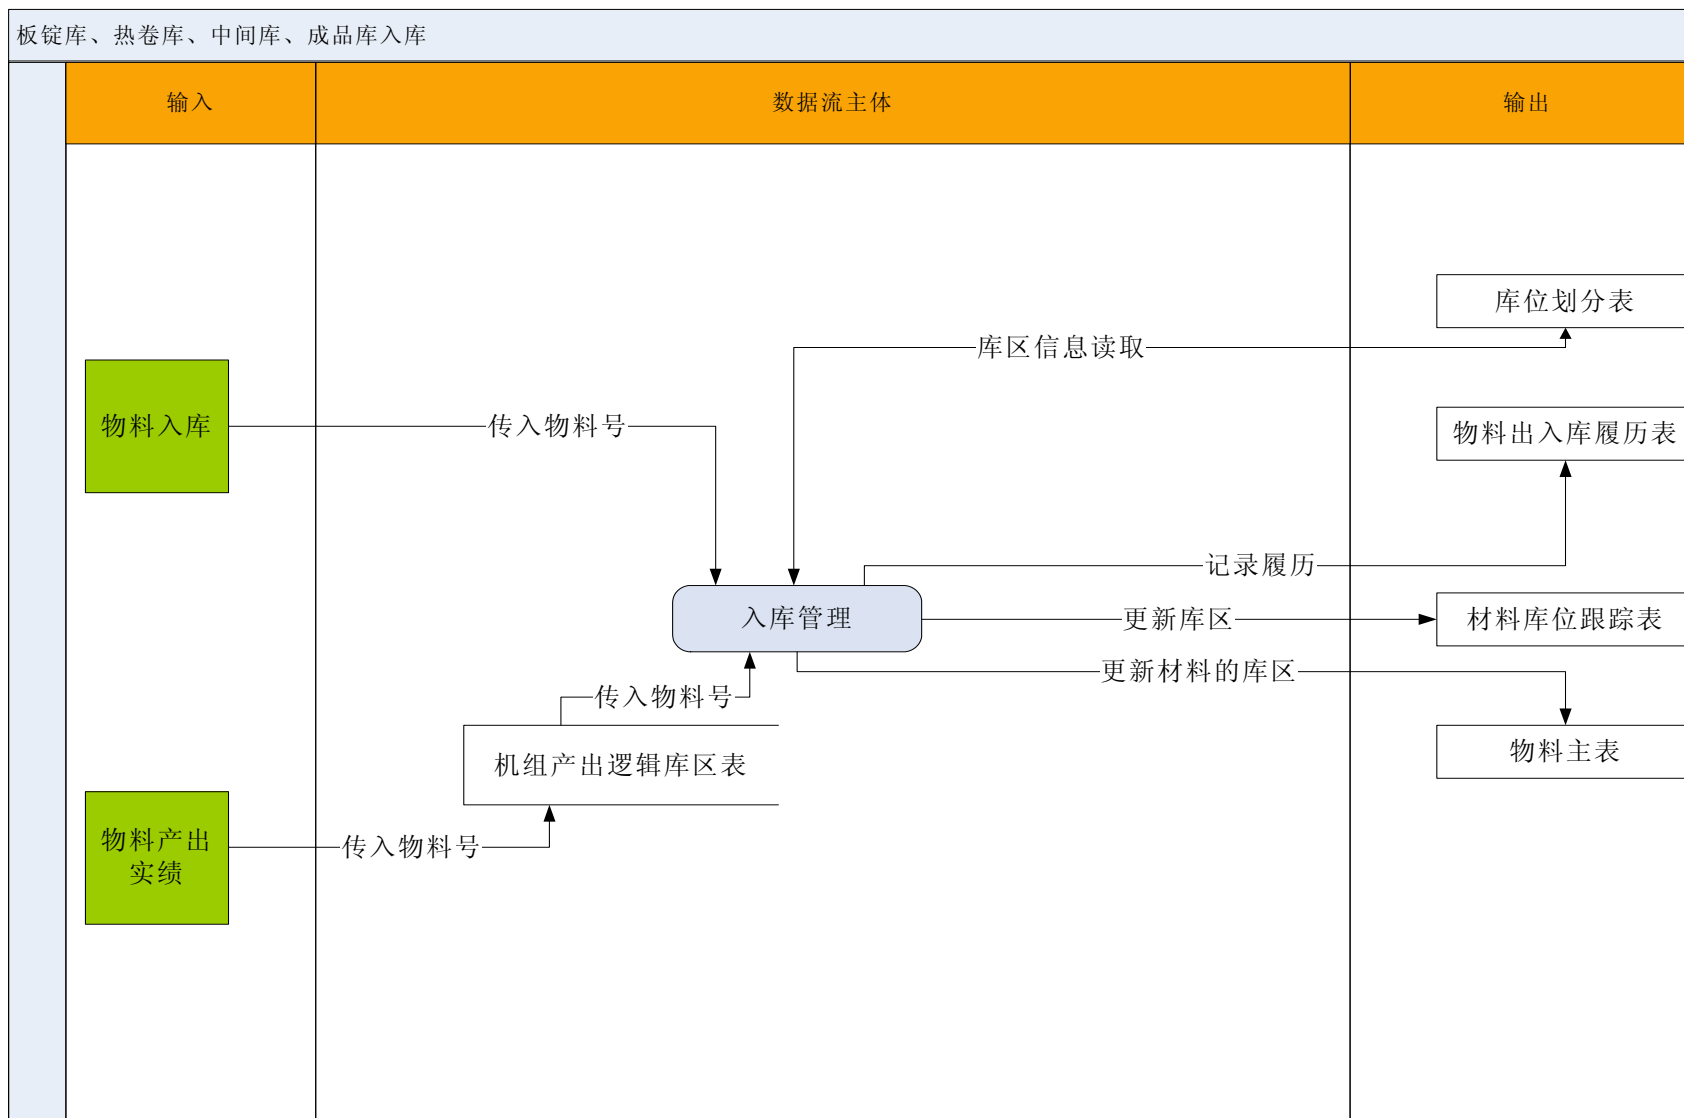 板锭库、热卷库、中间库、成品库入库
输入
数据流主体
输出
库位划分表
库区信息读取
物料入库
传入物料号
物料出入库履历表
记录履历
入库管理
更新库区
材料库位跟踪表
更新材料的库区
传入物料号
机组产出逻辑库区表
物料主表
物料产出
实绩
传入物料号